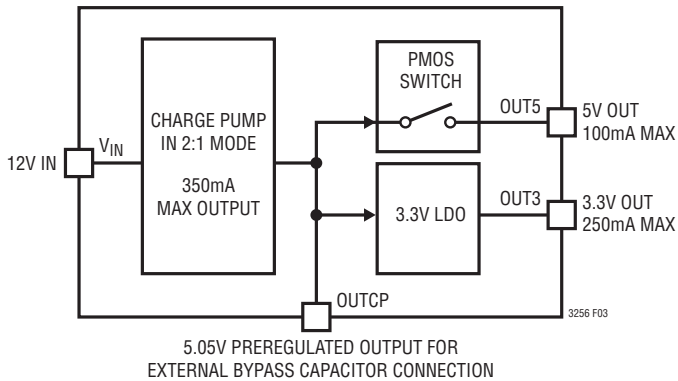 CHARGE PUMP
IN 2:1 MODE
350mA
MAX OUTPUT
PMOS
SWITCH
OUT5
5V OUT
100mA MAX
12V IN
VIN
3.3V LDO
OUT3
3.3V OUT
250mA MAX
OUTCP
3256 F03
5.05V PREREGULATED OUTPUT FOR
EXTERNAL BYPASS CAPACITOR CONNECTION